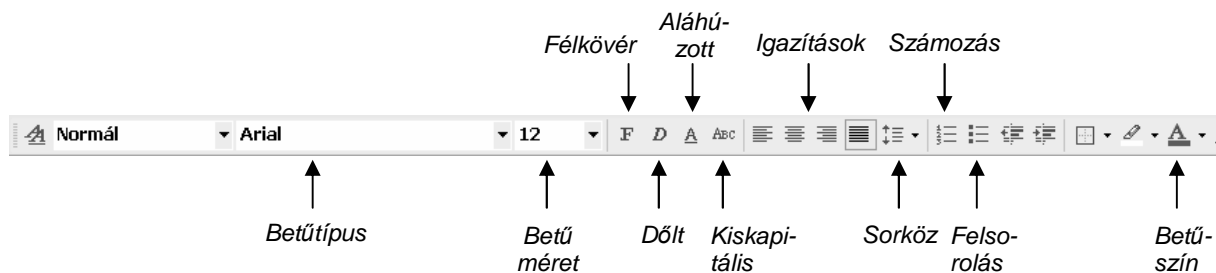 Félkövér
Aláhú-
zott
Igazítások
Számozás
Normál Arial 12 F D A ABC
Betűtípus
Betű
méret
Dőlt
Kiskapi-
tális
Sorköz
Felso-
rolás
Betű-
szín